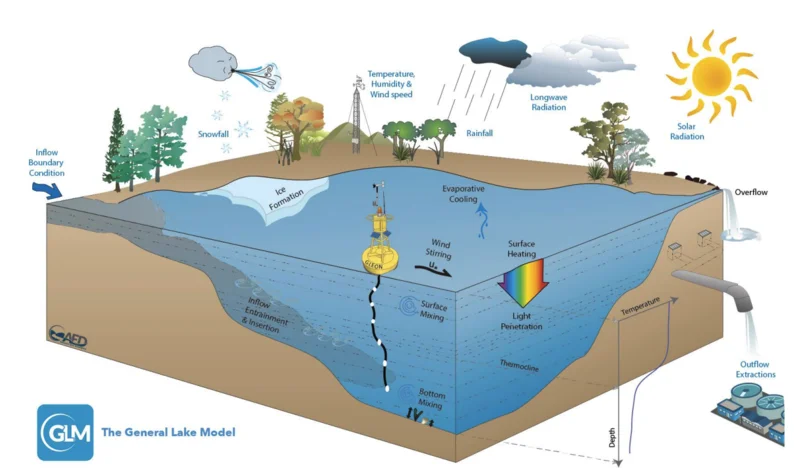 Temperature,
Humidity &
Wind speed
Longwave
Radiation
Snowfall
Rainfall
Solar
Radiation
Inflow
Boundary
Condition
Ice
Formation
Evaporative
Cooling
Overflow
Wind
Stirring
u*
Surface
Heating
GLEON
Inflow
Entrainment
& Insertion
Surface
Mixing
Light
Penetration
Temperature
AED
Thermocline
Outflow
Extractions
Bottom
Mixing
Depth
GLM
The General Lake Model